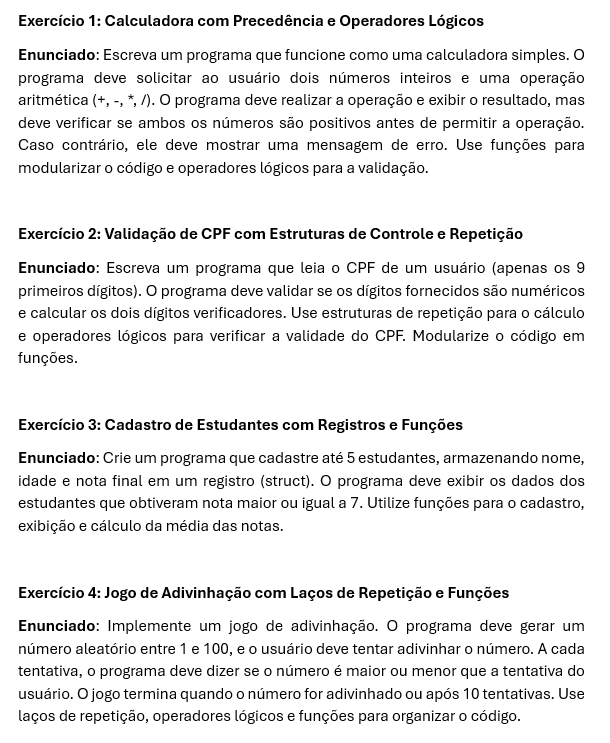 Exercício 1: Calculadora com Precedência e Operadores Lógicos
Enunciado: Escreva um programa que funcione como uma calculadora simples. O
programa deve solicitar ao usuário dois números inteiros e uma operação
aritmética (+, -, *, /). O programa deve realizar a operação e exibir o resultado, mas
deve verificar se ambos os números são positivos antes de permitir a operação.
Caso contrário, ele deve mostrar uma mensagem de erro. Use funções para
modularizar o código e operadores lógicos para a validação.
Exercício 2: Validação de CPF com Estruturas de Controle e Repetição
Enunciado: Escreva um programa que leia o CPF de um usuário (apenas os 9
primeiros dígitos). O programa deve validar se os dígitos fornecidos são numéricos
e calcular os dois dígitos verificadores. Use estruturas de repetição para o cálculo
e operadores lógicos para verificar a validade do CPF. Modularize o código em
funções.
Exercício 3: Cadastro de Estudantes com Registros e Funções
Enunciado: Crie um programa que cadastre até 5 estudantes, armazenando nome,
idade e nota final em um registro (struct). O programa deve exibir os dados dos
estudantes que obtiveram nota maior ou igual a 7. Utilize funções para o cadastro,
exibição e cálculo da média das notas.
Exercício 4: Jogo de Adivinhação com Laços de Repetição e Funções
Enunciado: Implemente um jogo de adivinhação. O programa deve gerar um
número aleatório entre 1 e 100, e o usuário deve tentar adivinhar o número. A cada
tentativa, o programa deve dizer se o número é maior ou menor que a tentativa do
usuário. O jogo termina quando o número for adivinhado ou após 10 tentativas. Use
laços de repetição, operadores lógicos e funções para organizar o código.